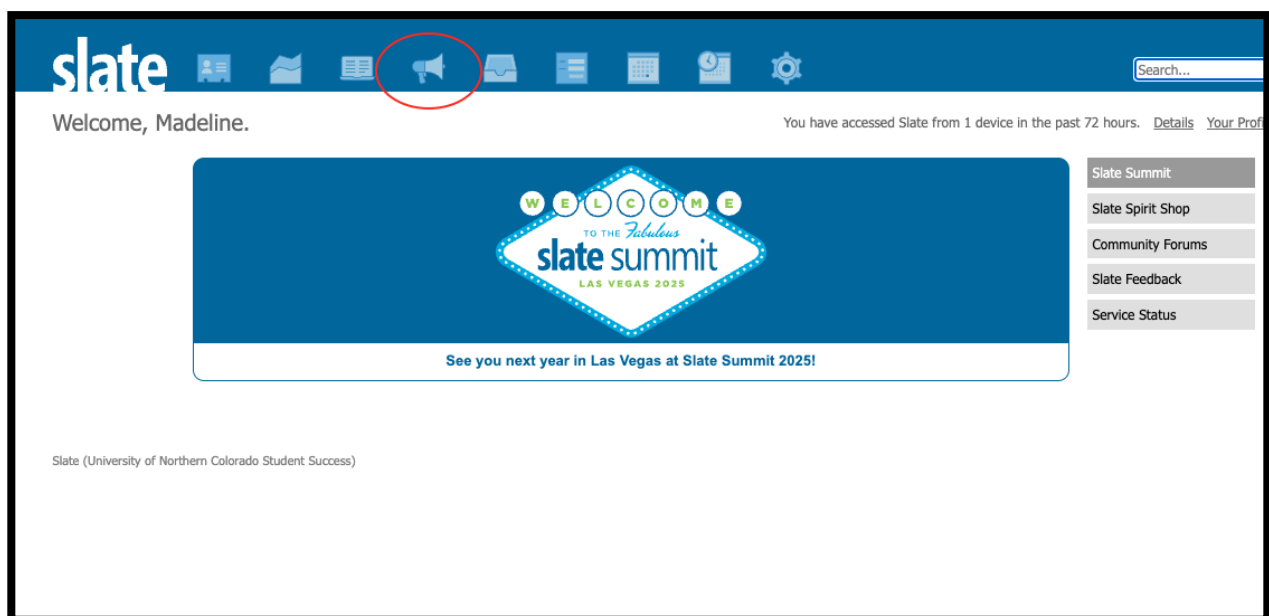 slate
Search...
Welcome, Madeline.
You have accessed Slate from 1 device in the past 72 hours. Details Your Profi
WELCOME
TO THE Fabulous
slate summit
LAS VEGAS 2025
See you next year in Las Vegas at Slate Summit 2025!
Slate Summit
Slate Spirit Shop
Community Forums
Slate Feedback
Service Status
Slate (University of Northern Colorado Student Success)